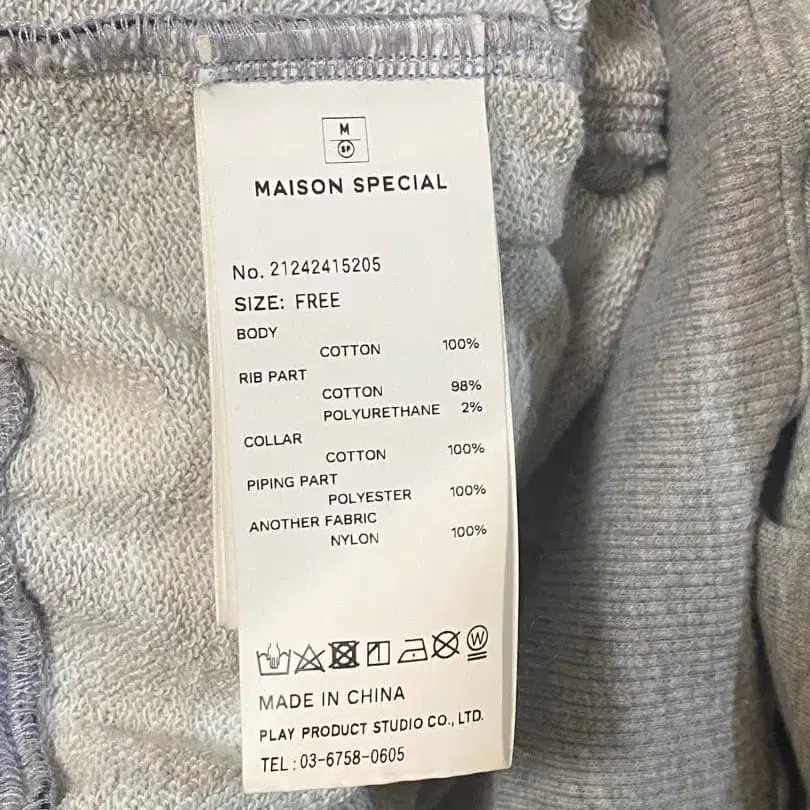 M
SP
MAISON SPECIAL
No. 21242415205
SIZE: FREE
BODY
COTTON 100%
RIB PART
COTTON 98%
POLYURETHANE 2%
COLLAR
COTTON 100%
PIPING PART
POLYESTER 100%
ANOTHER FABRIC
NYLON 100%
W
MADE IN CHINA
PLAY PRODUCT STUDIO CO., LTD.
TEL : 03-6758-0605